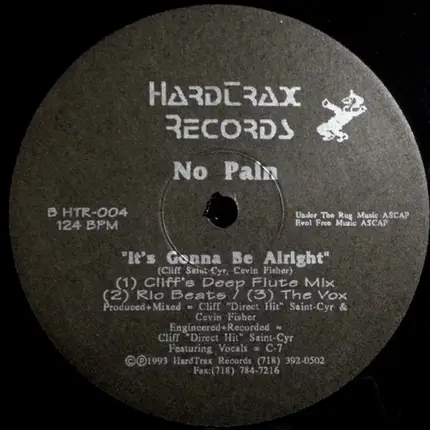 HardTrax
Records
No Pain
B HTR-004
124 BPM
Under The Rug Music ASCAP
Evol Free Music ASCAP
"It's Gonna Be Alright"
(Cliff Saint-Cyr, Cevin Fisher)
(1) Cliff's Deep Flute Mix
(2) Rio Beats / (3) The Vox
Produced+Mixed = Cliff "Direct Hit" Saint-Cyr &
Cevin Fisher
Engineered+Recorded =
Cliff "Direct Hit" Saint-Cyr
Featuring Vocals = C-7
©℗1993 HardTrax Records (718) 392-0502
Fax:(718) 784-7216